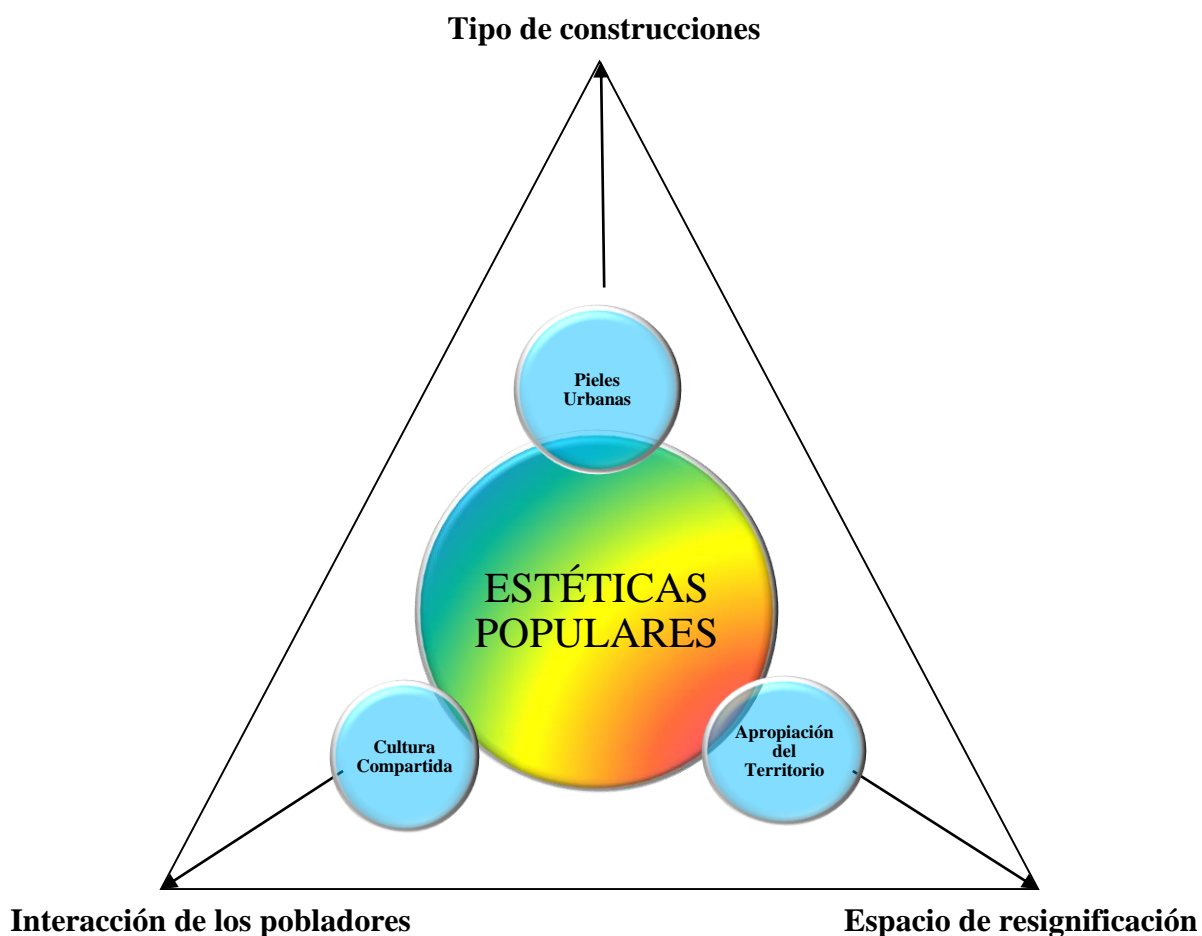 Tipo de construcciones
Pieles
Urbanas
ESTÉTICAS
POPULARES
Cultura
Compartida
Apropiación
del
Territorio
Interacción de los pobladores
Espacio de resignificación